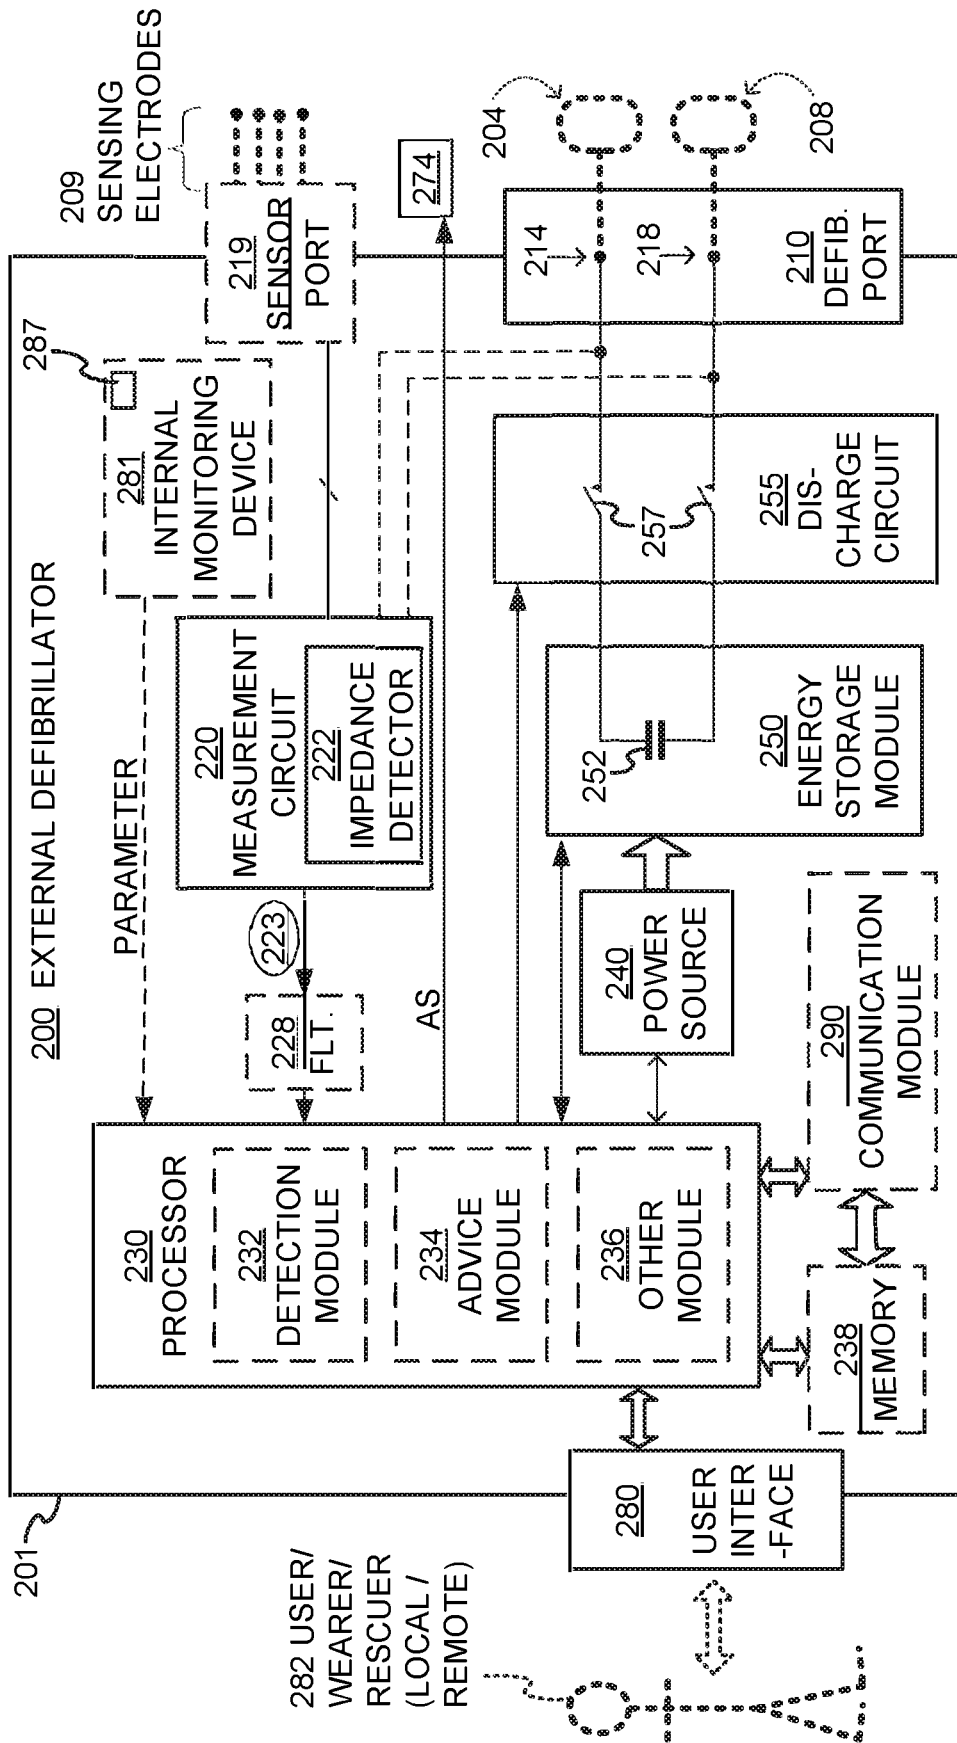 200 EXTERNAL DEFIBRILLATOR
201
209
SENSING
ELECTRODES
219
SENSOR
PORT
287
281
INTERNAL
MONITORING
DEVICE
PARAMETER
220
MEASUREMENT
CIRCUIT
222
IMPEDANCE
DETECTOR
223
228
FLT.
230
PROCESSOR
232
DETECTION
MODULE
234
ADVICE
MODULE
236
OTHER
MODULE
AS
274
204
208
214
218
210
DEFIB.
PORT
257
255
DIS-
CHARGE
CIRCUIT
252
250
ENERGY
STORAGE
MODULE
240
POWER
SOURCE
290
COMMUNICATION
MODULE
238
MEMORY
280
USER
INTER
-FACE
282 USER/
WEARER/
RESCUER
(LOCAL /
REMOTE)